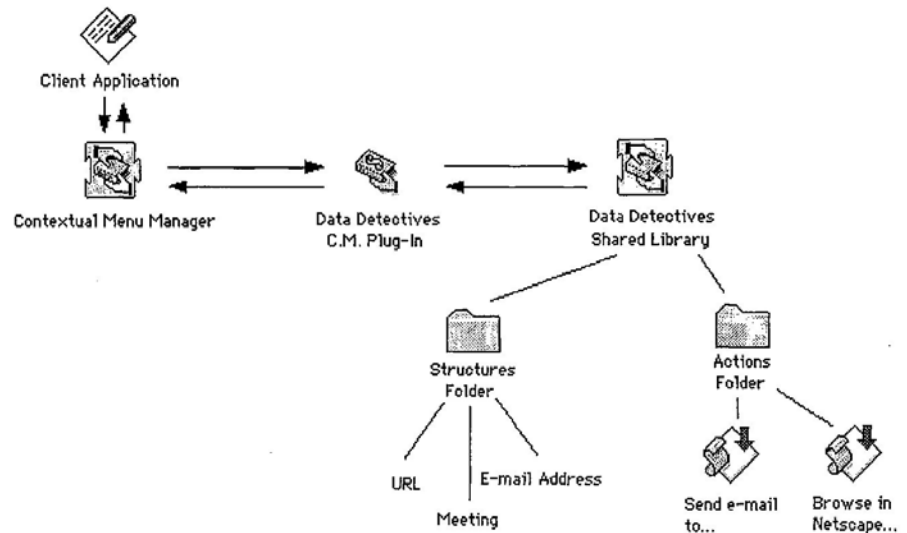 Client Application
Contextual Menu Manager
Data Detectives
C.M. Plug-In
Data Detectives
Shared Library
Structures
Folder
Actions
Folder
URL
E-mail Address
Meeting
Send e-mail
to...
Browse in
Netscape...